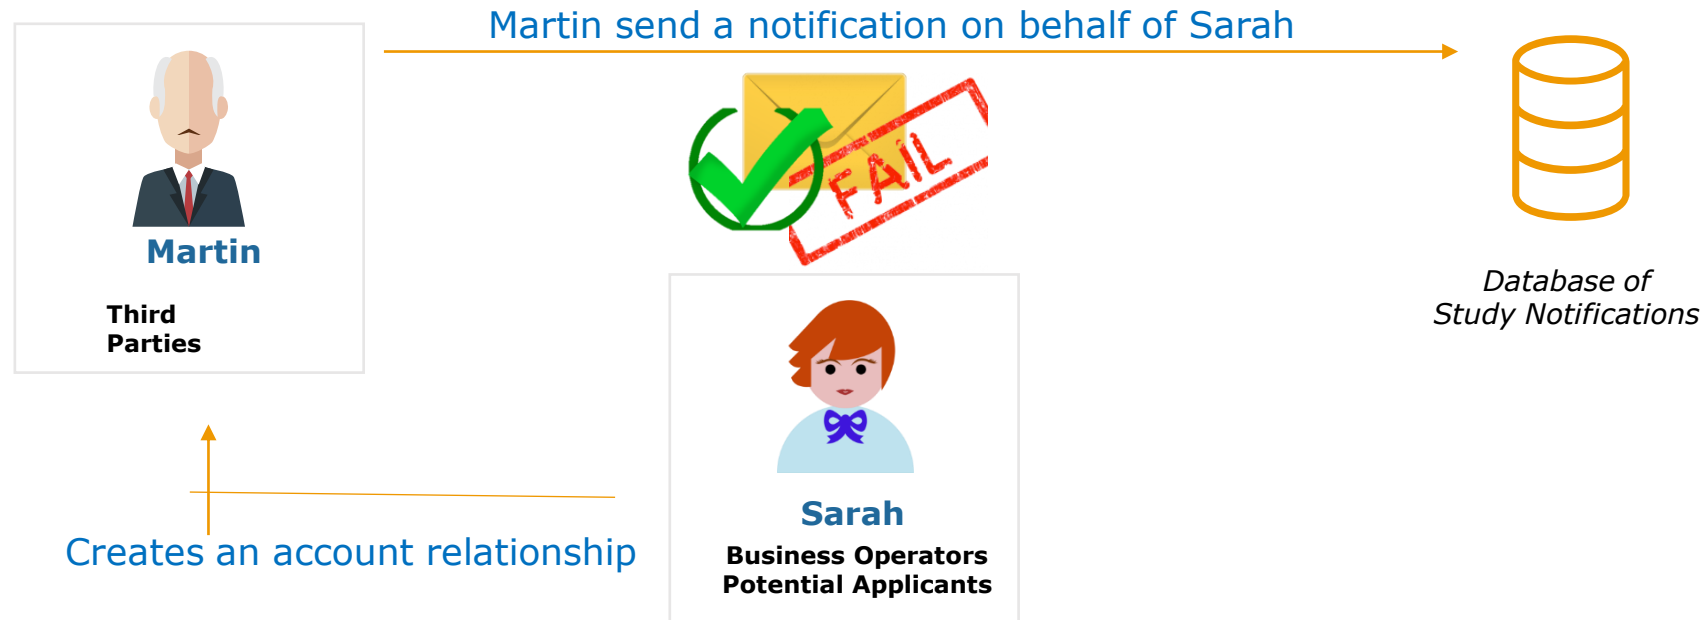 Martin send a notification on behalf of Sarah
FAIL
Martin
Third
Parties
Database of
Study Notifications
Sarah
Business Operators
Potential Applicants
Creates an account relationship